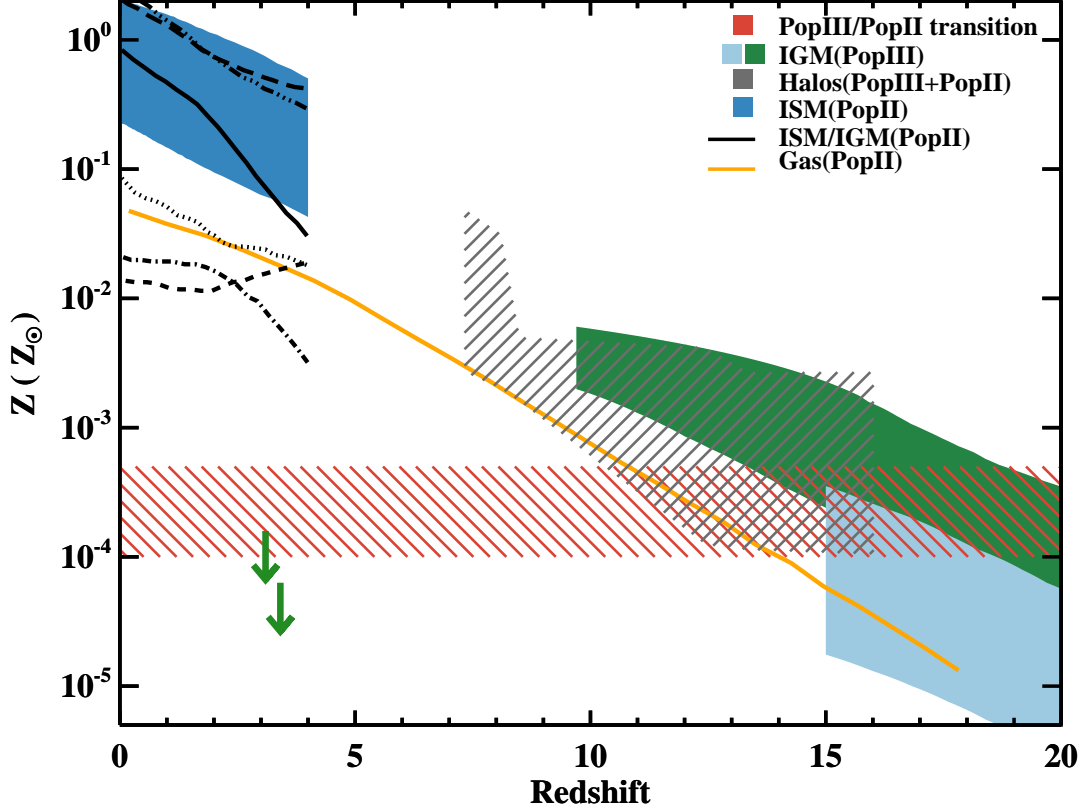 PopIII/PopII transition
IGM(PopIII)
Halos(PopIII+PopII)
ISM(PopII)
ISM/IGM(PopII)
Gas(PopII)
10⁰
10⁻¹
10⁻²
10⁻³
10⁻⁴
10⁻⁵
Z ( Z☉ )
0 5 10 15 20
Redshift